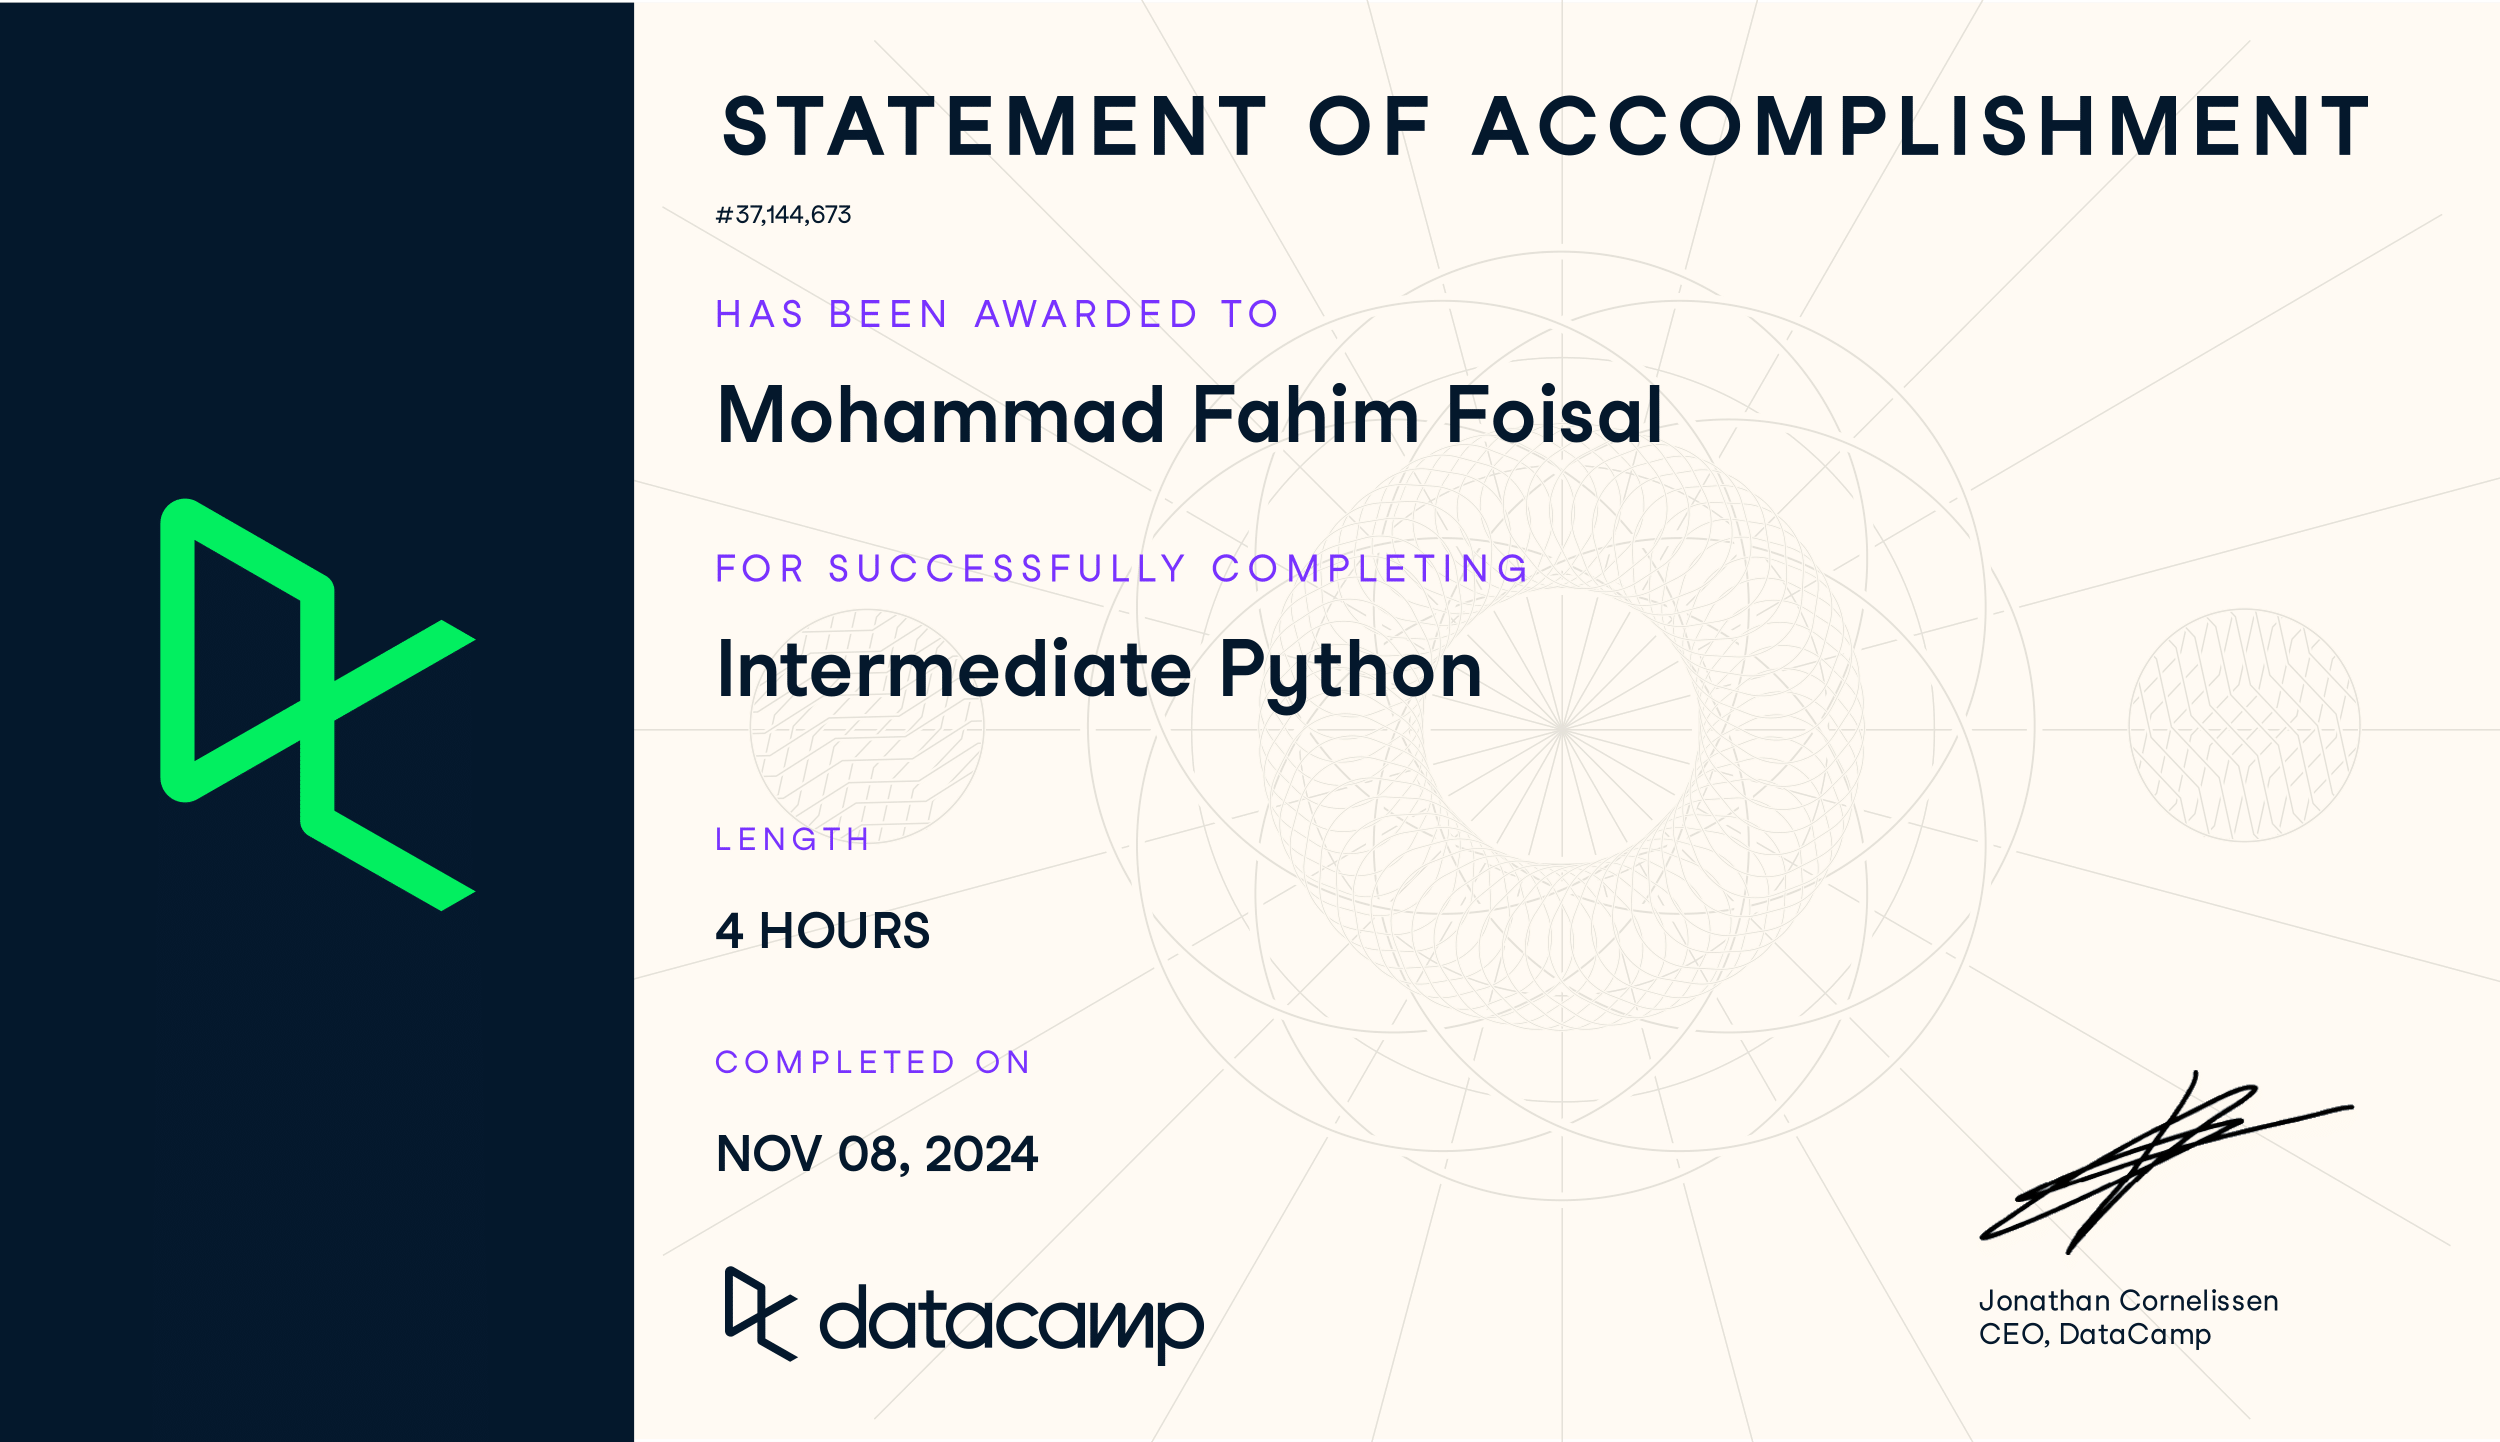 STATEMENT OF ACCOMPLISHMENT
#37,144,673
HAS BEEN AWARDED TO
Mohammad Fahim Foisal
FOR SUCCESSFULLY COMPLETING
Intermediate Python
LENGTH
4 HOURS
COMPLETED ON
NOV 08, 2024
datacamp
Jonathan Cornelissen
CEO, DataCamp